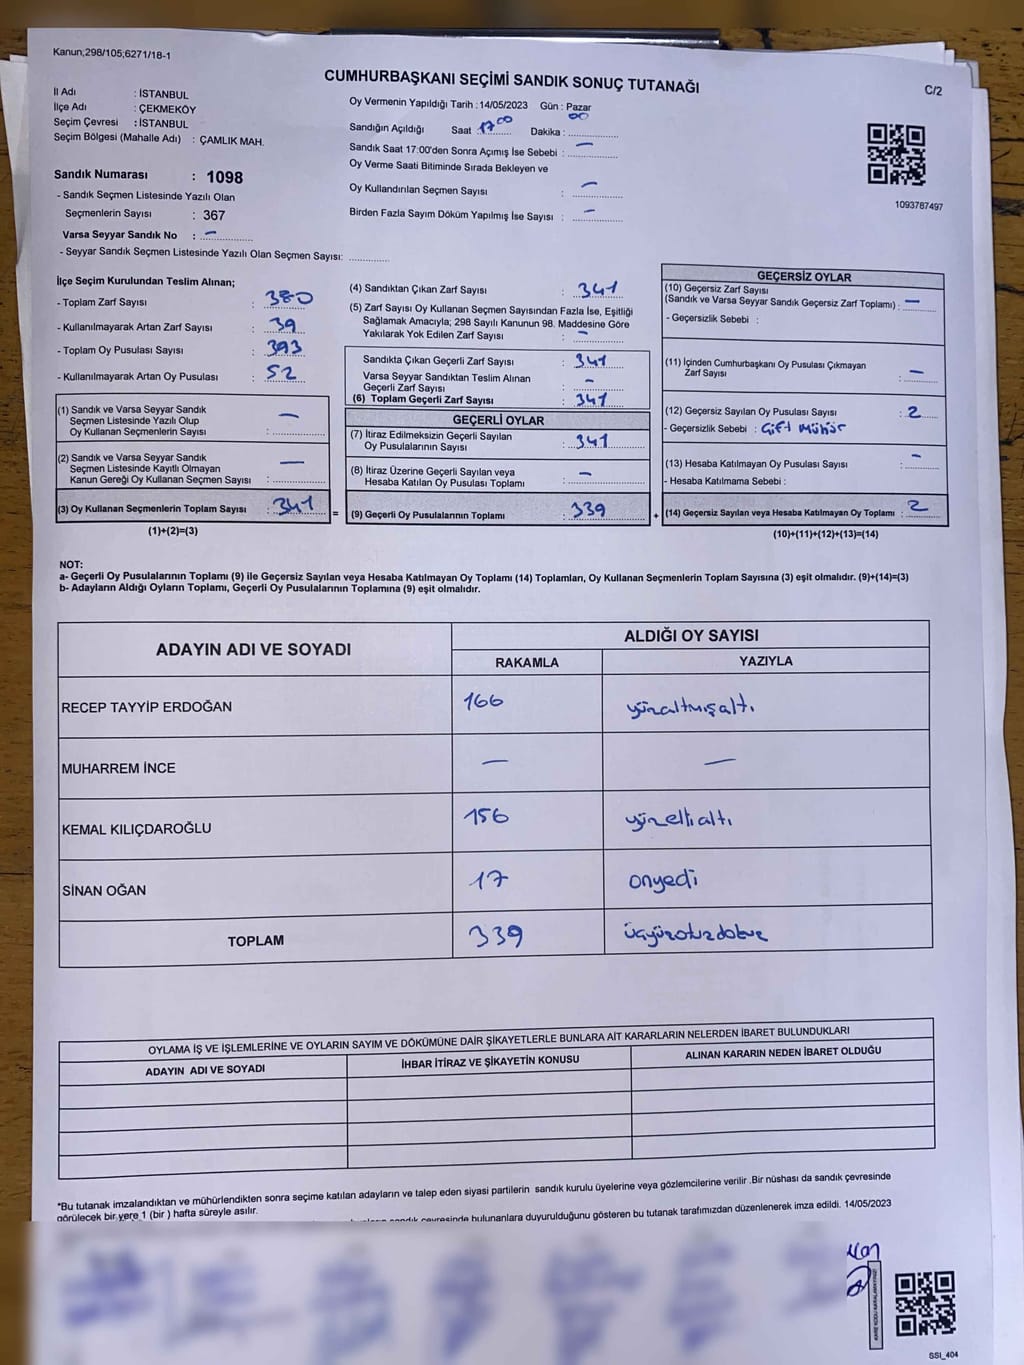 Kanun;298/105;6271/18-1
CUMHURBAŞKANI SEÇİMİ SANDIK SONUÇ TUTANAĞI
C/2
İl Adı : İSTANBUL
İlçe Adı : ÇEKMEKÖY
Seçim Çevresi : İSTANBUL
Seçim Bölgesi (Mahalle Adı) : ÇAMLIK MAH.
Sandık Numarası : 1098
- Sandık Seçmen Listesinde Yazılı Olan
Seçmenlerin Sayısı : 367
Varsa Seyyar Sandık No : —
- Seyyar Sandık Seçmen Listesinde Yazılı Olan Seçmen Sayısı: ............
Oy Vermenin Yapıldığı Tarih : 14/05/2023 Gün : Pazar
Sandığın Açıldığı Saat 17 00 Dakika : 00
Sandık Saat 17:00'den Sonra Açımış İse Sebebi : —
Oy Verme Saati Bitiminde Sırada Bekleyen ve
Oy Kullandırılan Seçmen Sayısı : —
Birden Fazla Sayım Döküm Yapılmış İse Sayısı : —
1093787497
İlçe Seçim Kurulundan Teslim Alınan;
- Toplam Zarf Sayısı : 380
- Kullanılmayarak Artan Zarf Sayısı : 39
- Toplam Oy Pusulası Sayısı : 393
- Kullanılmayarak Artan Oy Pusulası : 52
(1) Sandık ve Varsa Seyyar Sandık
Seçmen Listesinde Yazılı Olup
Oy Kullanan Seçmenlerin Sayısı : —
(2) Sandık ve Varsa Seyyar Sandık
Seçmen Listesinde Kayıtlı Olmayan
Kanun Gereği Oy Kullanan Seçmen Sayısı : —
(3) Oy Kullanan Seçmenlerin Toplam Sayısı : 341
(1)+(2)=(3)
(4) Sandıktan Çıkan Zarf Sayısı : 341
(5) Zarf Sayısı Oy Kullanan Seçmen Sayısından Fazla İse, Eşitliği
Sağlamak Amacıyla; 298 Sayılı Kanunun 98. Maddesine Göre
Yakılarak Yok Edilen Zarf Sayısı : —
Sandıkta Çıkan Geçerli Zarf Sayısı : 341
Varsa Seyyar Sandıktan Teslim Alınan
Geçerli Zarf Sayısı : —
(6) Toplam Geçerli Zarf Sayısı : 341
GEÇERLİ OYLAR
(7) İtiraz Edilmeksizin Geçerli Sayılan
Oy Pusulalarının Sayısı : 341
(8) İtiraz Üzerine Geçerli Sayılan veya
Hesaba Katılan Oy Pusulası Toplamı : —
= (9) Geçerli Oy Pusulalarının Toplamı : 339 +
GEÇERSİZ OYLAR
(10) Geçersiz Zarf Sayısı
(Sandık ve Varsa Seyyar Sandık Geçersiz Zarf Toplamı) : —
- Geçersizlik Sebebi :
(11) İçinden Cumhurbaşkanı Oy Pusulası Çıkmayan
Zarf Sayısı : —
(12) Geçersiz Sayılan Oy Pusulası Sayısı : 2
- Geçersizlik Sebebi : Çift Mühür
(13) Hesaba Katılmayan Oy Pusulası Sayısı : —
- Hesaba Katılmama Sebebi :
(14) Geçersiz Sayılan veya Hesaba Katılmayan Oy Toplamı : 2
(10)+(11)+(12)+(13)=(14)
NOT:
a- Geçerli Oy Pusulalarının Toplamı (9) ile Geçersiz Sayılan veya Hesaba Katılmayan Oy Toplamı (14) Toplamları, Oy Kullanan Seçmenlerin Toplam Sayısına (3) eşit olmalıdır. (9)+(14)=(3)
b- Adayların Aldığı Oyların Toplamı, Geçerli Oy Pusulalarının Toplamına (9) eşit olmalıdır.
ADAYIN ADI VE SOYADI
ALDIĞI OY SAYISI
RAKAMLA YAZIYLA
RECEP TAYYİP ERDOĞAN 166 yüzaltmışaltı
MUHARREM İNCE — —
KEMAL KILIÇDAROĞLU 156 yüzellialtı
SİNAN OĞAN 17 onyedi
TOPLAM 339 üçyüzotuzdokuz
OYLAMA İŞ VE İŞLEMLERİNE VE OYLARIN SAYIM VE DÖKÜMÜNE DAİR ŞİKAYETLERLE BUNLARA AİT KARARLARIN NELERDEN İBARET BULUNDUKLARI
ADAYIN ADI VE SOYADI İHBAR İTİRAZ VE ŞİKAYETİN KONUSU ALINAN KARARIN NEDEN İBARET OLDUĞU
*Bu tutanak imzalandıktan ve mühürlendikten sonra seçime katılan adayların ve talep eden siyasi partilerin sandık kurulu üyelerine veya gözlemcilerine verilir .Bir nüshası da sandık çevresinde
görülecek bir yere 1 (bir ) hafta süreyle asılır.
sandık çevresinde bulunanlara duyurulduğunu gösteren bu tutanak tarafımızdan düzenlenerek imza edildi. 14/05/2023
SSI_404